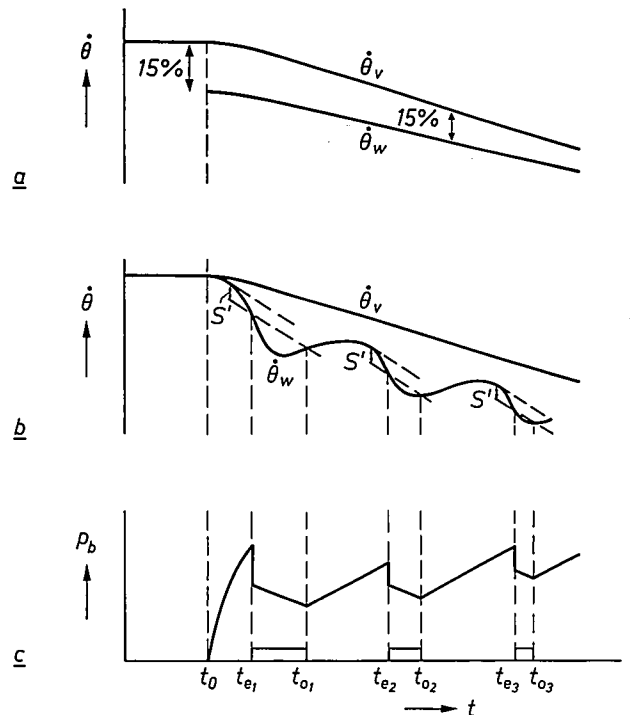 θ̇
15%
θ̇v
15%
θ̇w
a
θ̇
S'
θ̇w
θ̇v
S'
S'
b
pb
c
t0 te1 to1 te2 to2 te3 to3
t